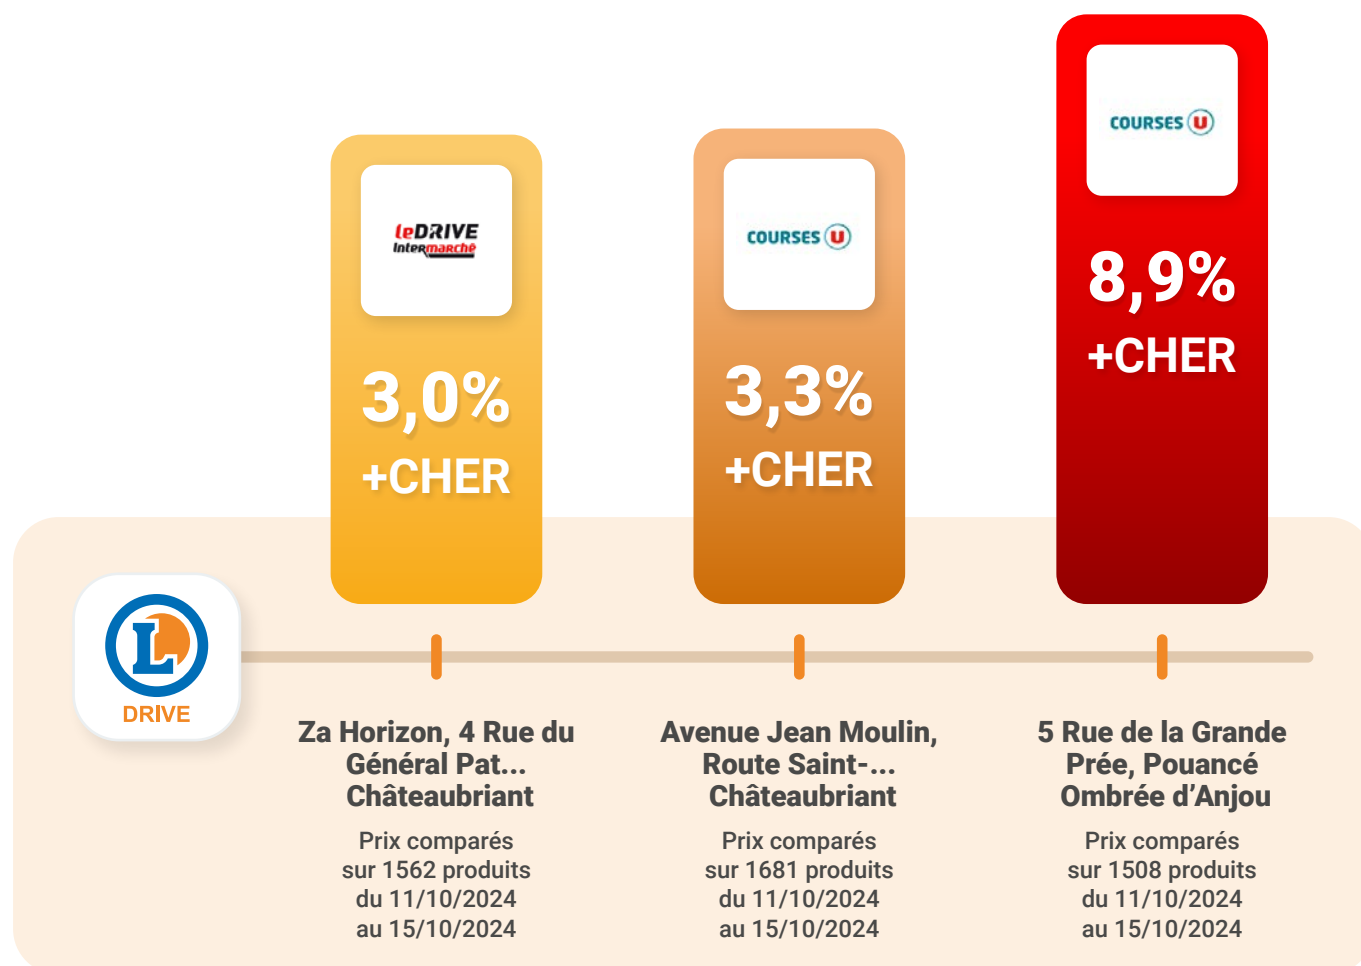 leDRIVE
Intermarché
3,0%
+CHER
COURSES U
3,3%
+CHER
COURSES U
8,9%
+CHER
L
DRIVE
Za Horizon, 4 Rue du
Général Pat...
Châteaubriant
Prix comparés
sur 1562 produits
du 11/10/2024
au 15/10/2024
Avenue Jean Moulin,
Route Saint-...
Châteaubriant
Prix comparés
sur 1681 produits
du 11/10/2024
au 15/10/2024
5 Rue de la Grande
Prée, Pouancé
Ombrée d’Anjou
Prix comparés
sur 1508 produits
du 11/10/2024
au 15/10/2024